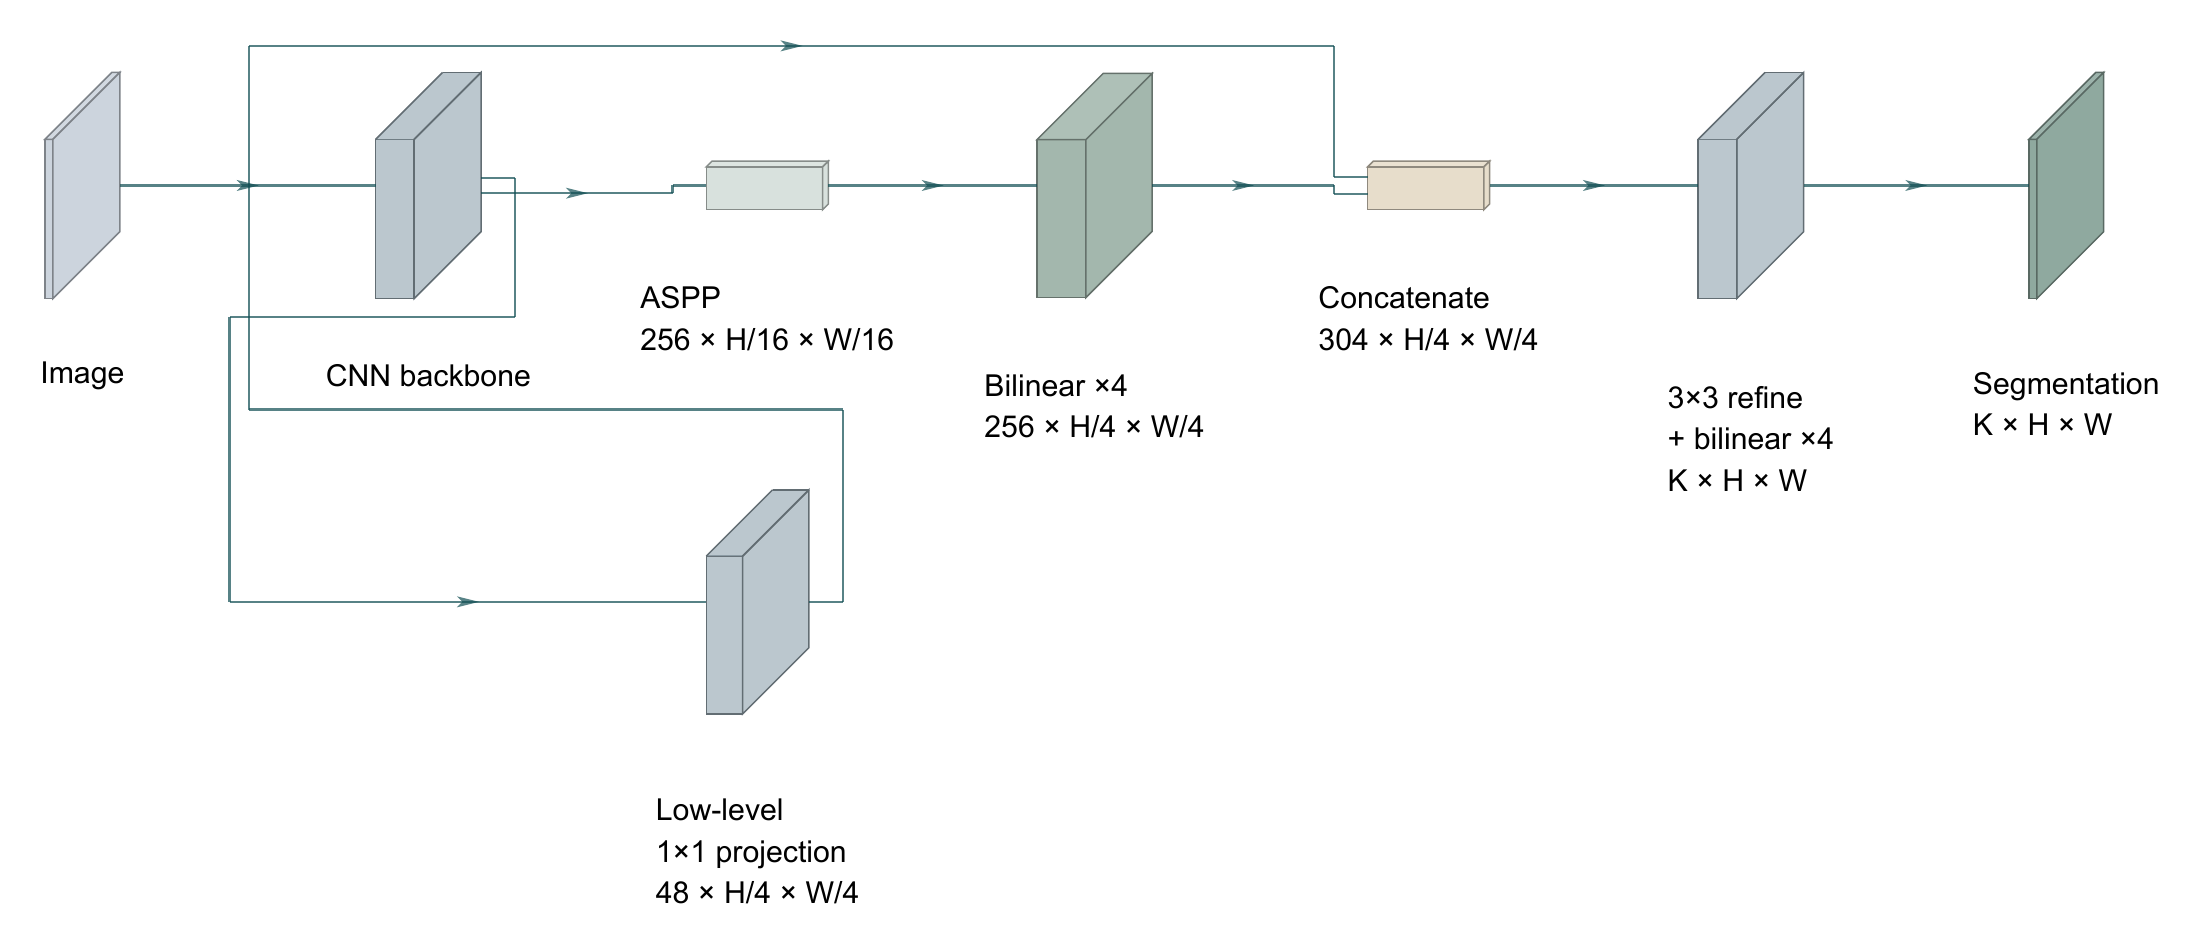 Image
CNN backbone
ASPP
256 × H/16 × W/16
Bilinear ×4
256 × H/4 × W/4
Concatenate
304 × H/4 × W/4
3×3 refine
+ bilinear ×4
K × H × W
Segmentation
K × H × W
Low-level
1×1 projection
48 × H/4 × W/4